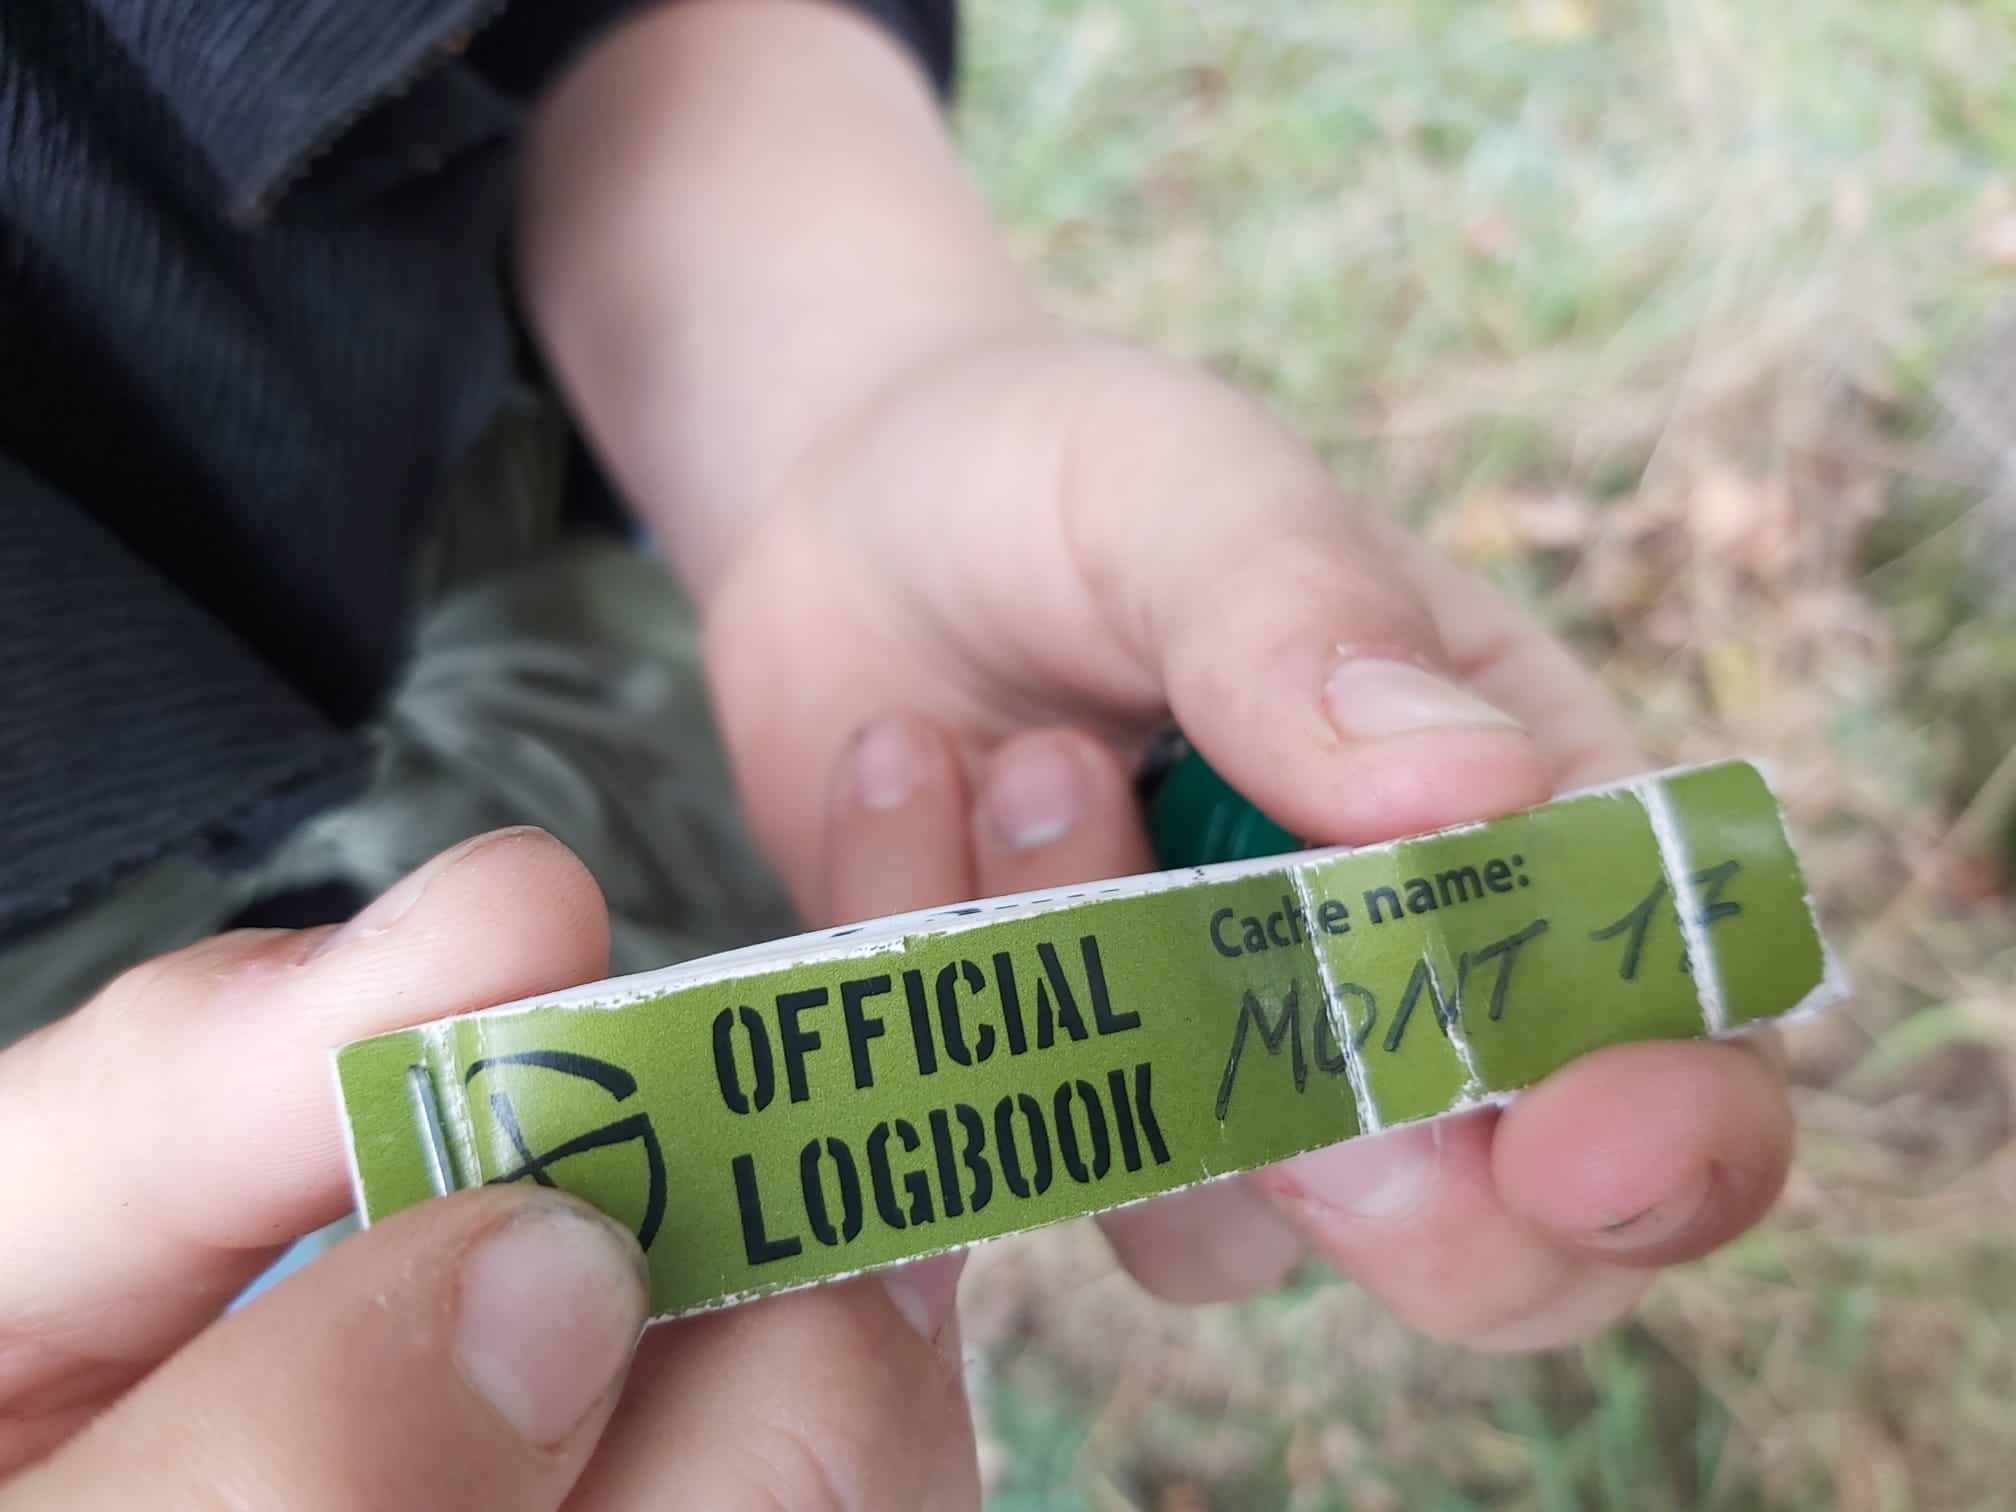 OFFICIAL
LOGBOOK
Cache name:
MONT 17